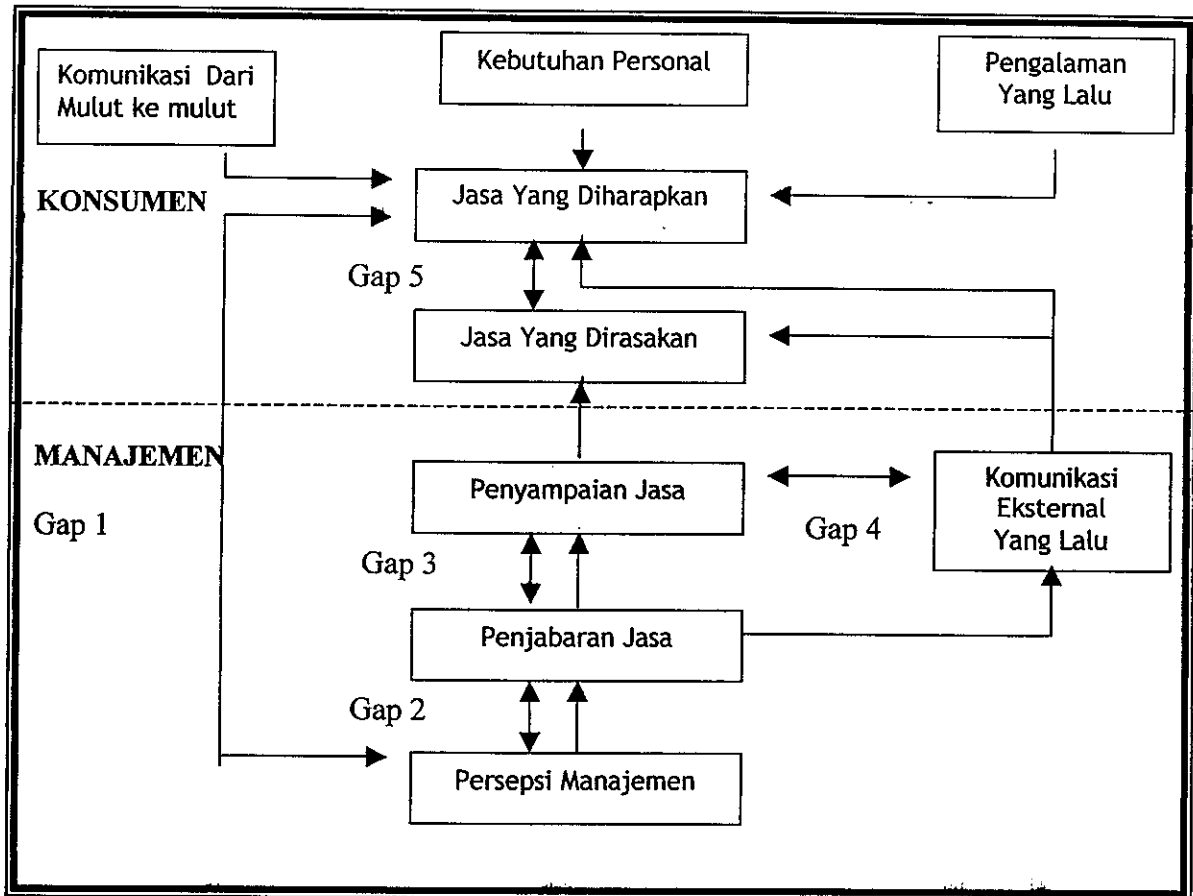 Komunikasi Dari
Mulut ke mulut
Kebutuhan Personal
Pengalaman
Yang Lalu
KONSUMEN
Jasa Yang Diharapkan
Gap 5
Jasa Yang Dirasakan
MANAJEMEN
Gap 1
Penyampaian Jasa
Gap 4
Komunikasi
Eksternal
Yang Lalu
Gap 3
Penjabaran Jasa
Gap 2
Persepsi Manajemen